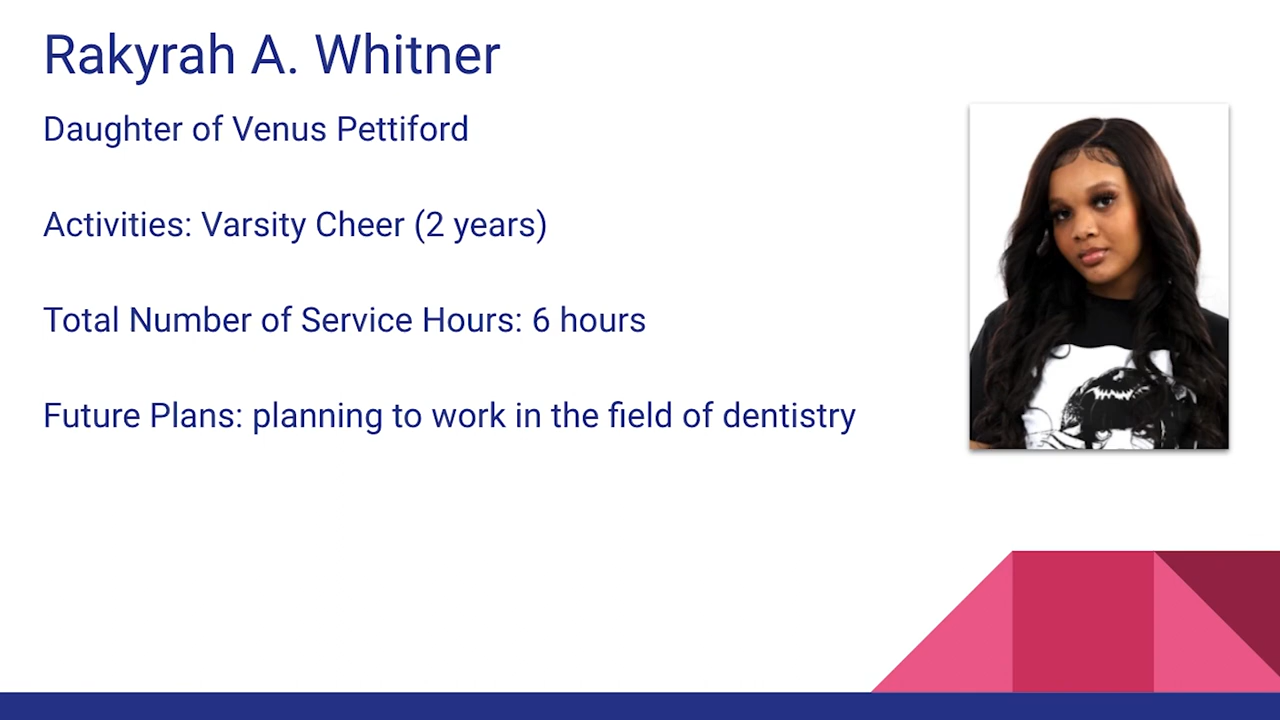 Rakyrah A. Whitner
Daughter of Venus Pettiford
Activities: Varsity Cheer (2 years)
Total Number of Service Hours: 6 hours
Future Plans: planning to work in the field of dentistry